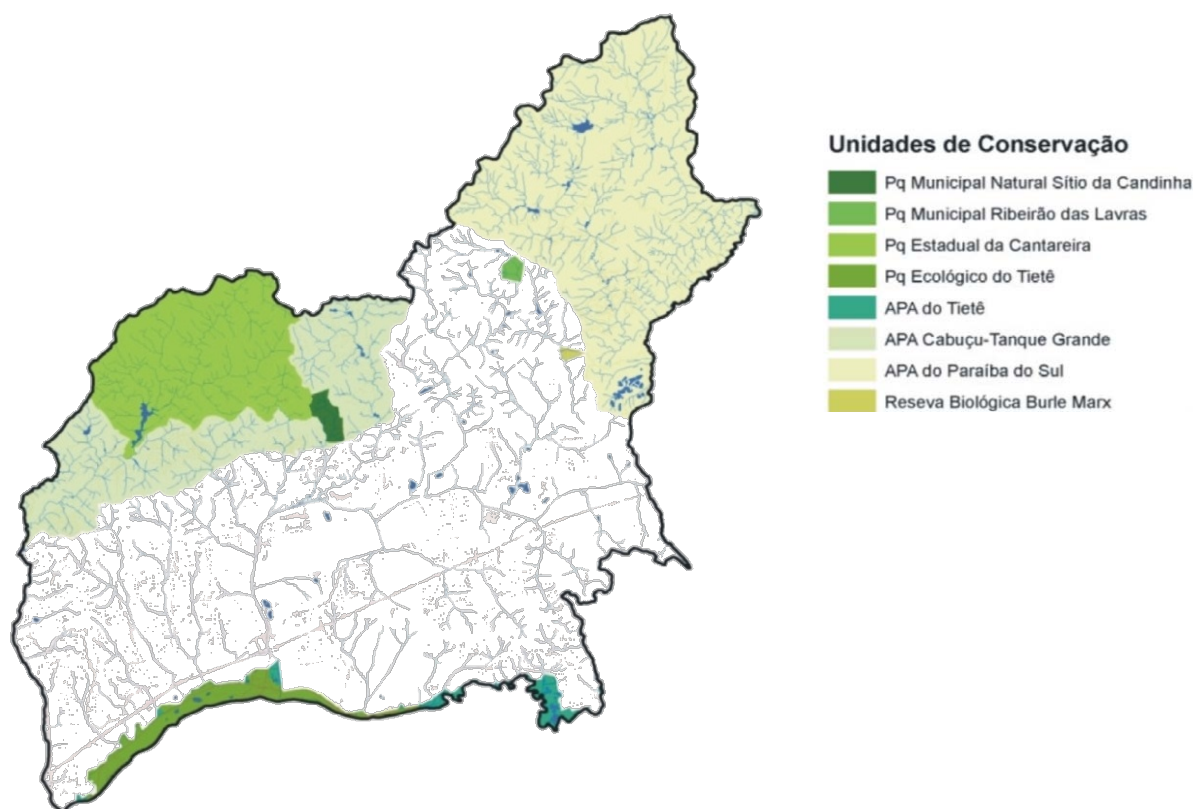 Unidades de Conservação
Pq Municipal Natural Sítio da Candinha
Pq Municipal Ribeirão das Lavras
Pq Estadual da Cantareira
Pq Ecológico do Tietê
APA do Tietê
APA Cabuçu-Tanque Grande
APA do Paraíba do Sul
Reseva Biológica Burle Marx